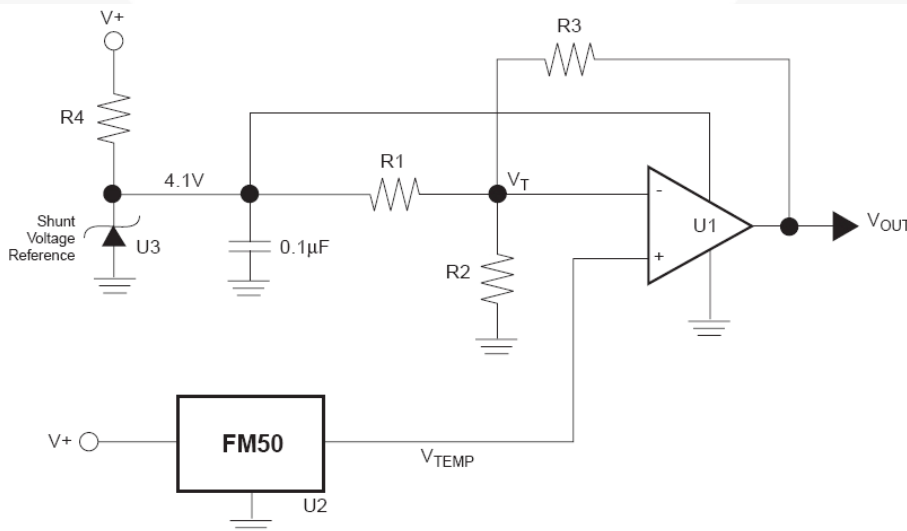 V+
R3
R4
4.1V
R1
VT
-
U1
VOUT
Shunt
Voltage
Reference
U3
0.1µF
R2
+
V+
FM50
VTEMP
U2